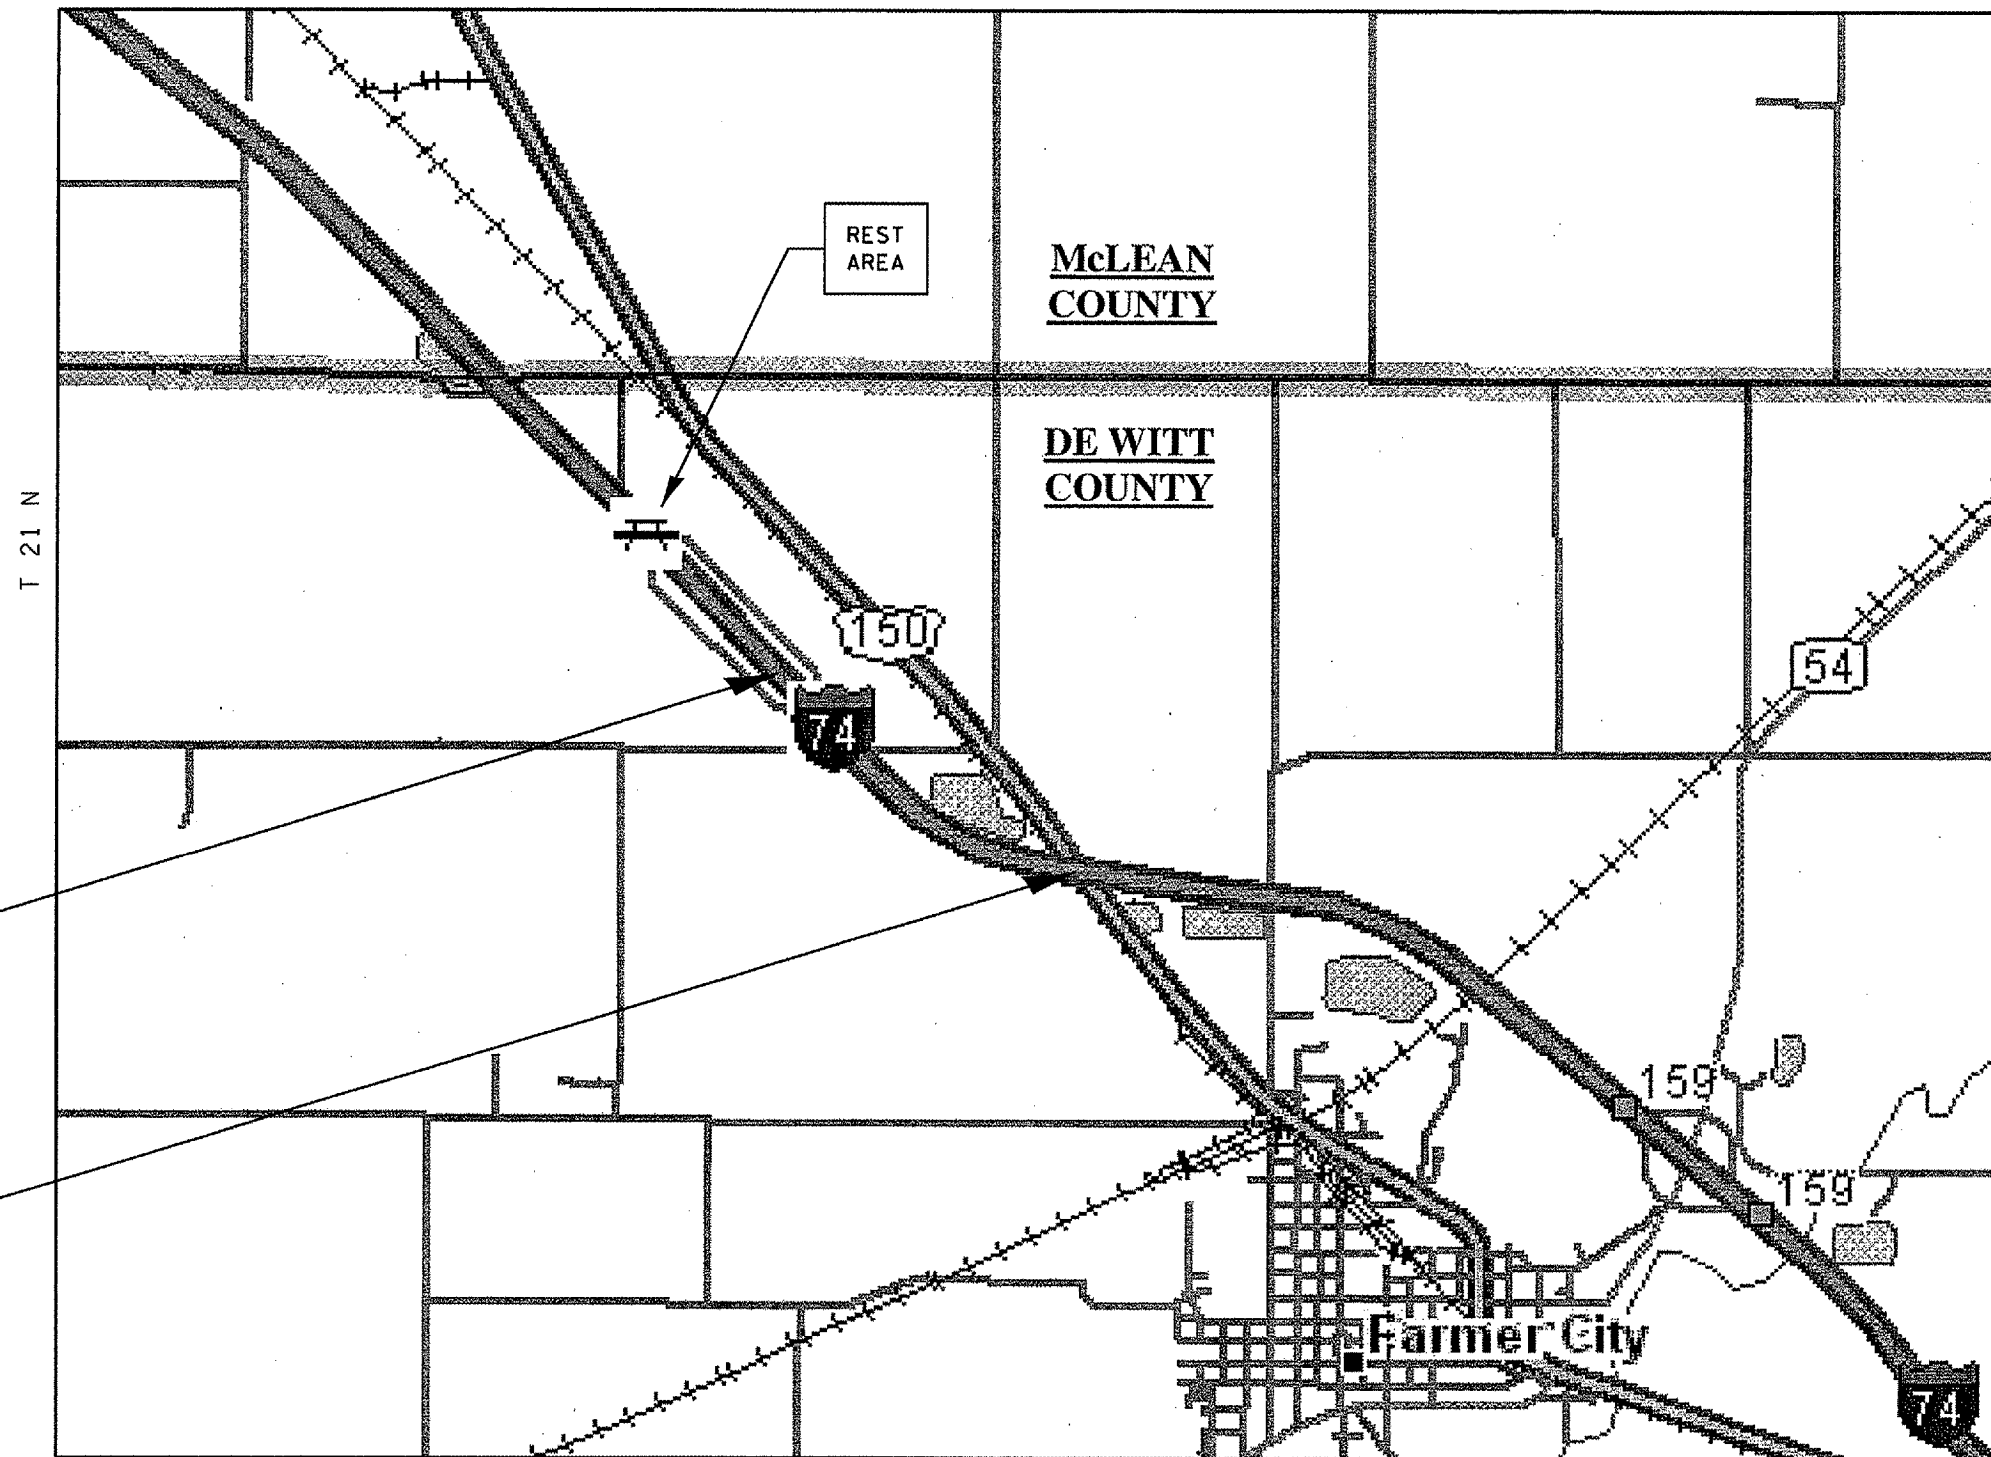 REST
AREA
McLEAN
COUNTY
DE WITT
COUNTY
T 21 N
150
54
74
159
159
Farmer City
74